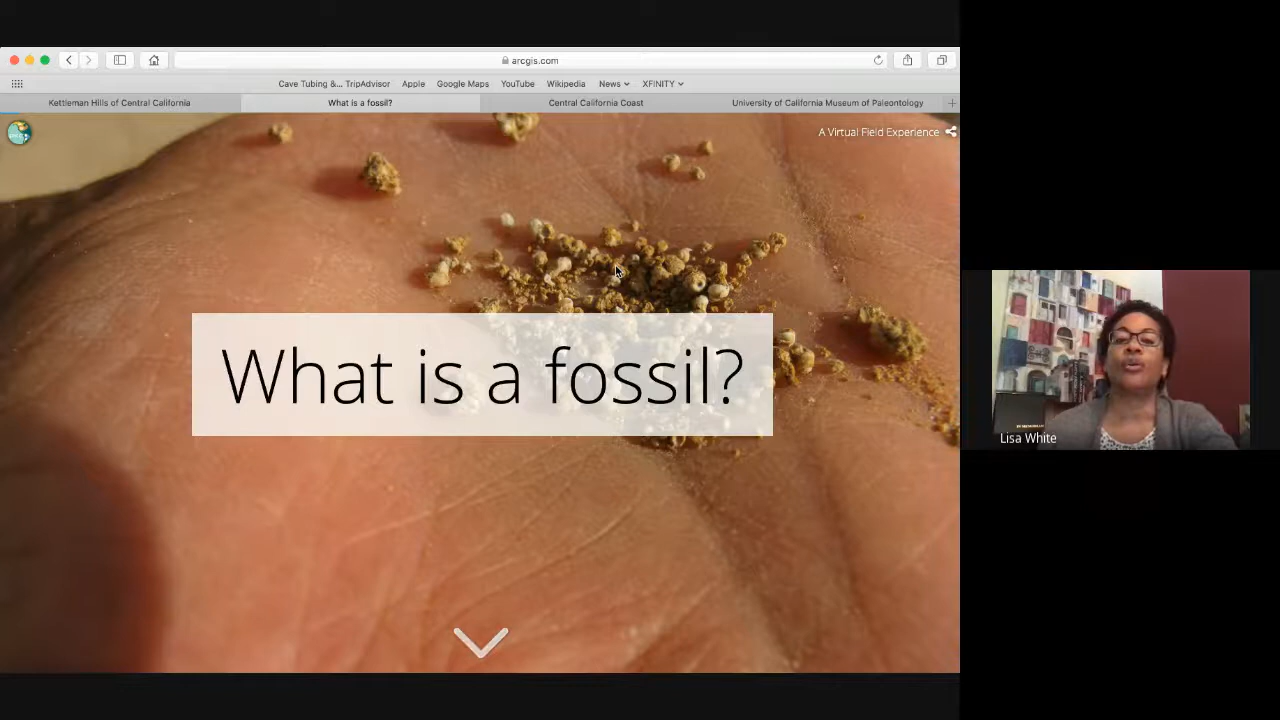 arcgis.com
Cave Tubing &... TripAdvisor Apple Google Maps YouTube Wikipedia News XFINITY
Kettleman Hills of Central California What is a fossil? Central California Coast University of California Museum of Paleontology
A Virtual Field Experience
What is a fossil?
Lisa White